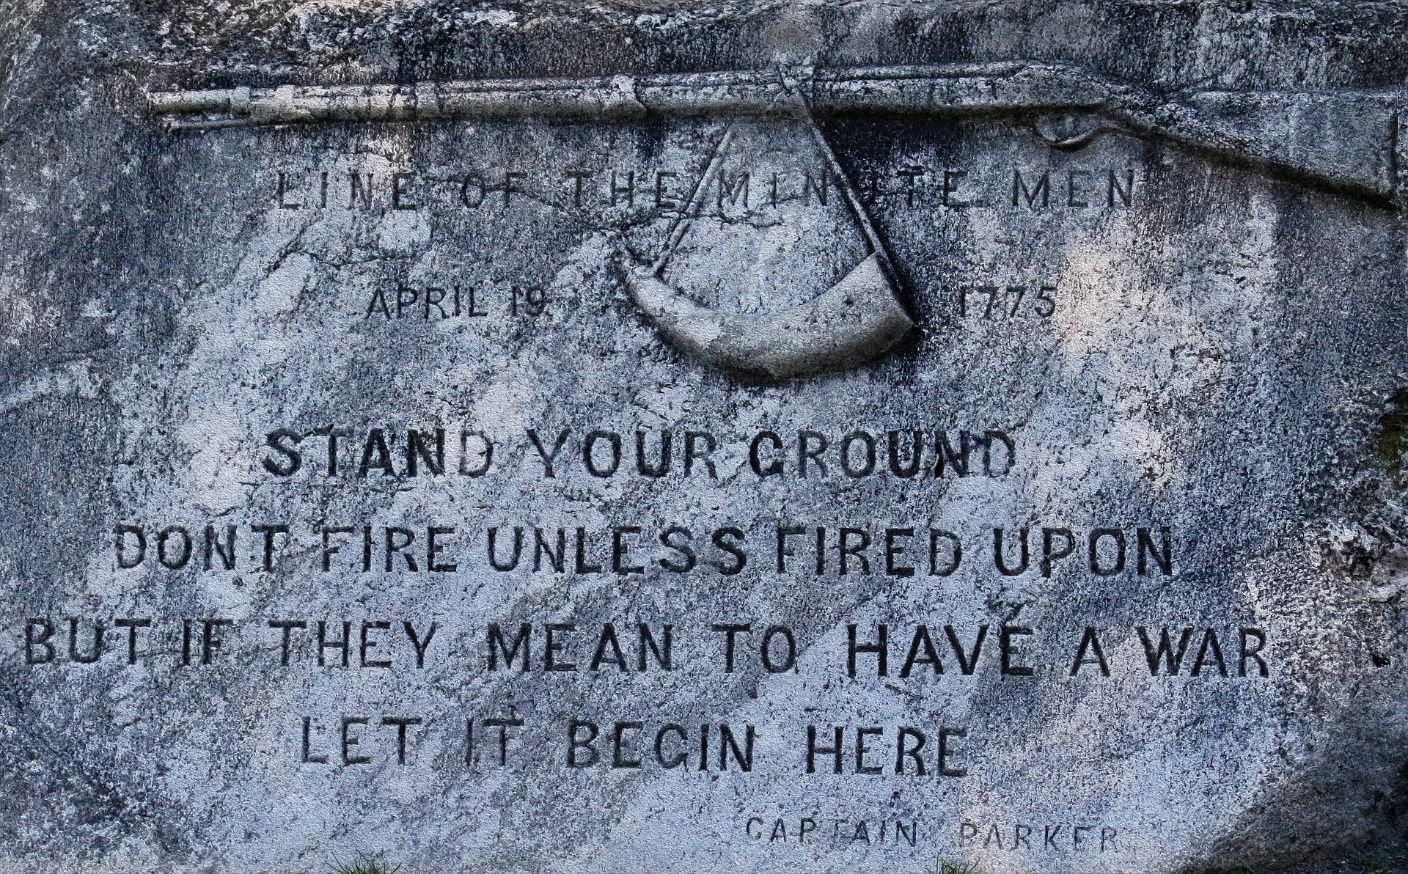 LINE OF THE MINUTE MEN
APRIL 19 1775
STAND YOUR GROUND
DONT FIRE UNLESS FIRED UPON
BUT IF THEY MEAN TO HAVE A WAR
LET IT BEGIN HERE
CAPTAIN PARKER